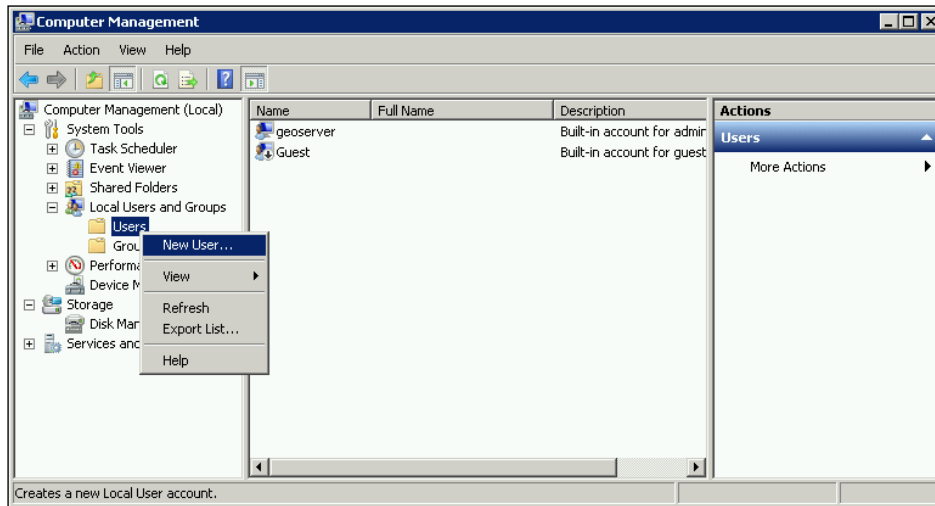 Computer Management
File Action View Help
Computer Management (Local)
System Tools
Task Scheduler
Event Viewer
Shared Folders
Local Users and Groups
Users
Grou
Performa
Device M
Storage
Disk Mar
Services and
New User...
View
Refresh
Export List...
Help
Name Full Name Description
geoserver Built-in account for admir
Guest Built-in account for guest
Actions
Users
More Actions
Creates a new Local User account.